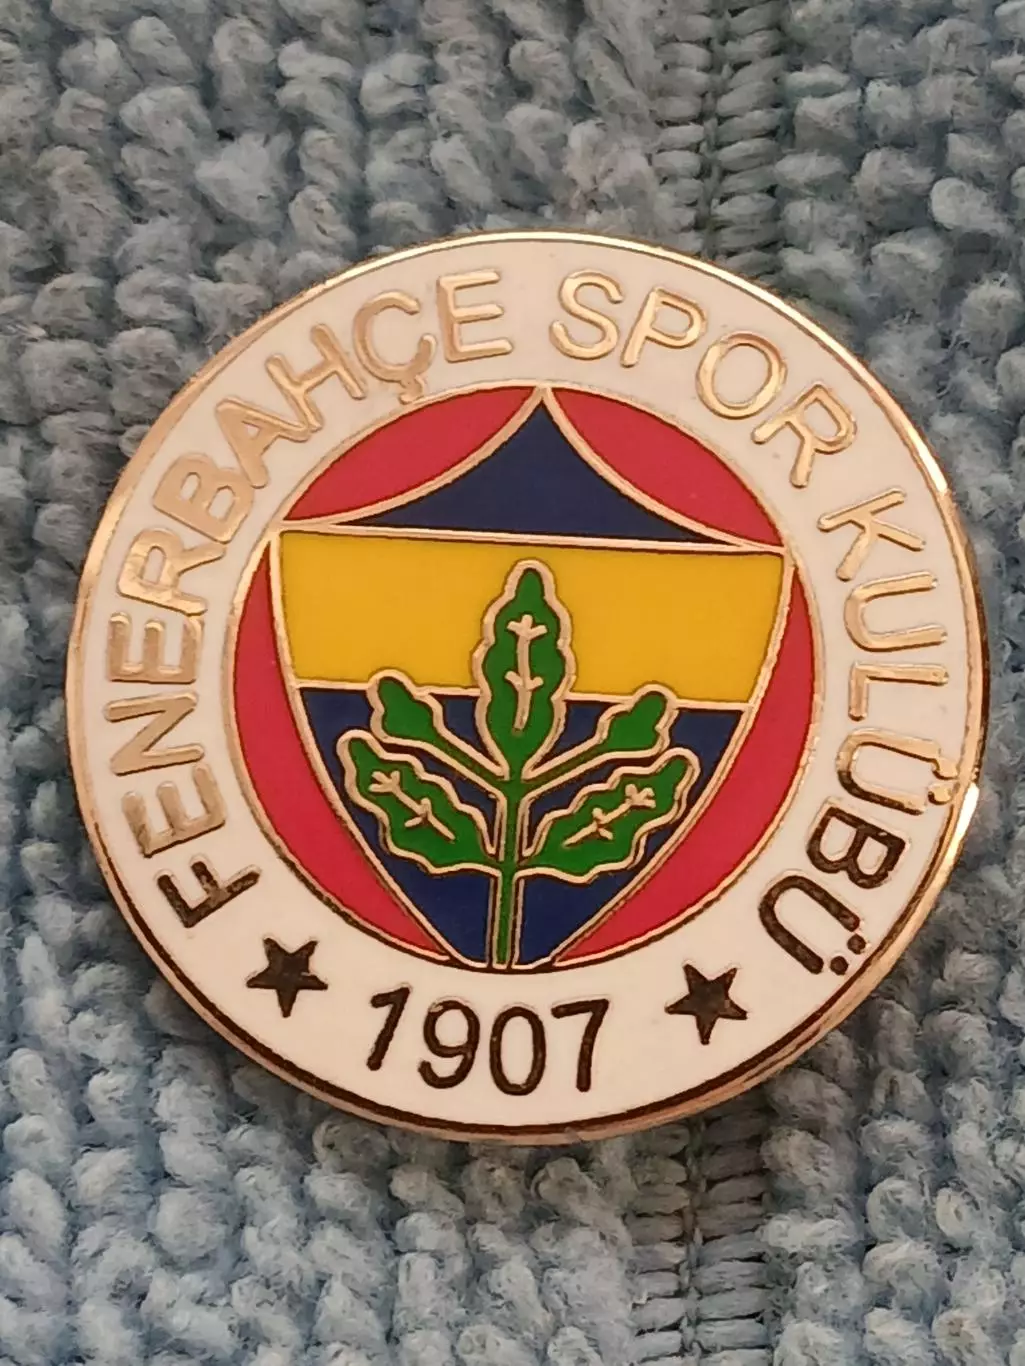 FENERBAHÇE SPOR KULÜBÜ
1907